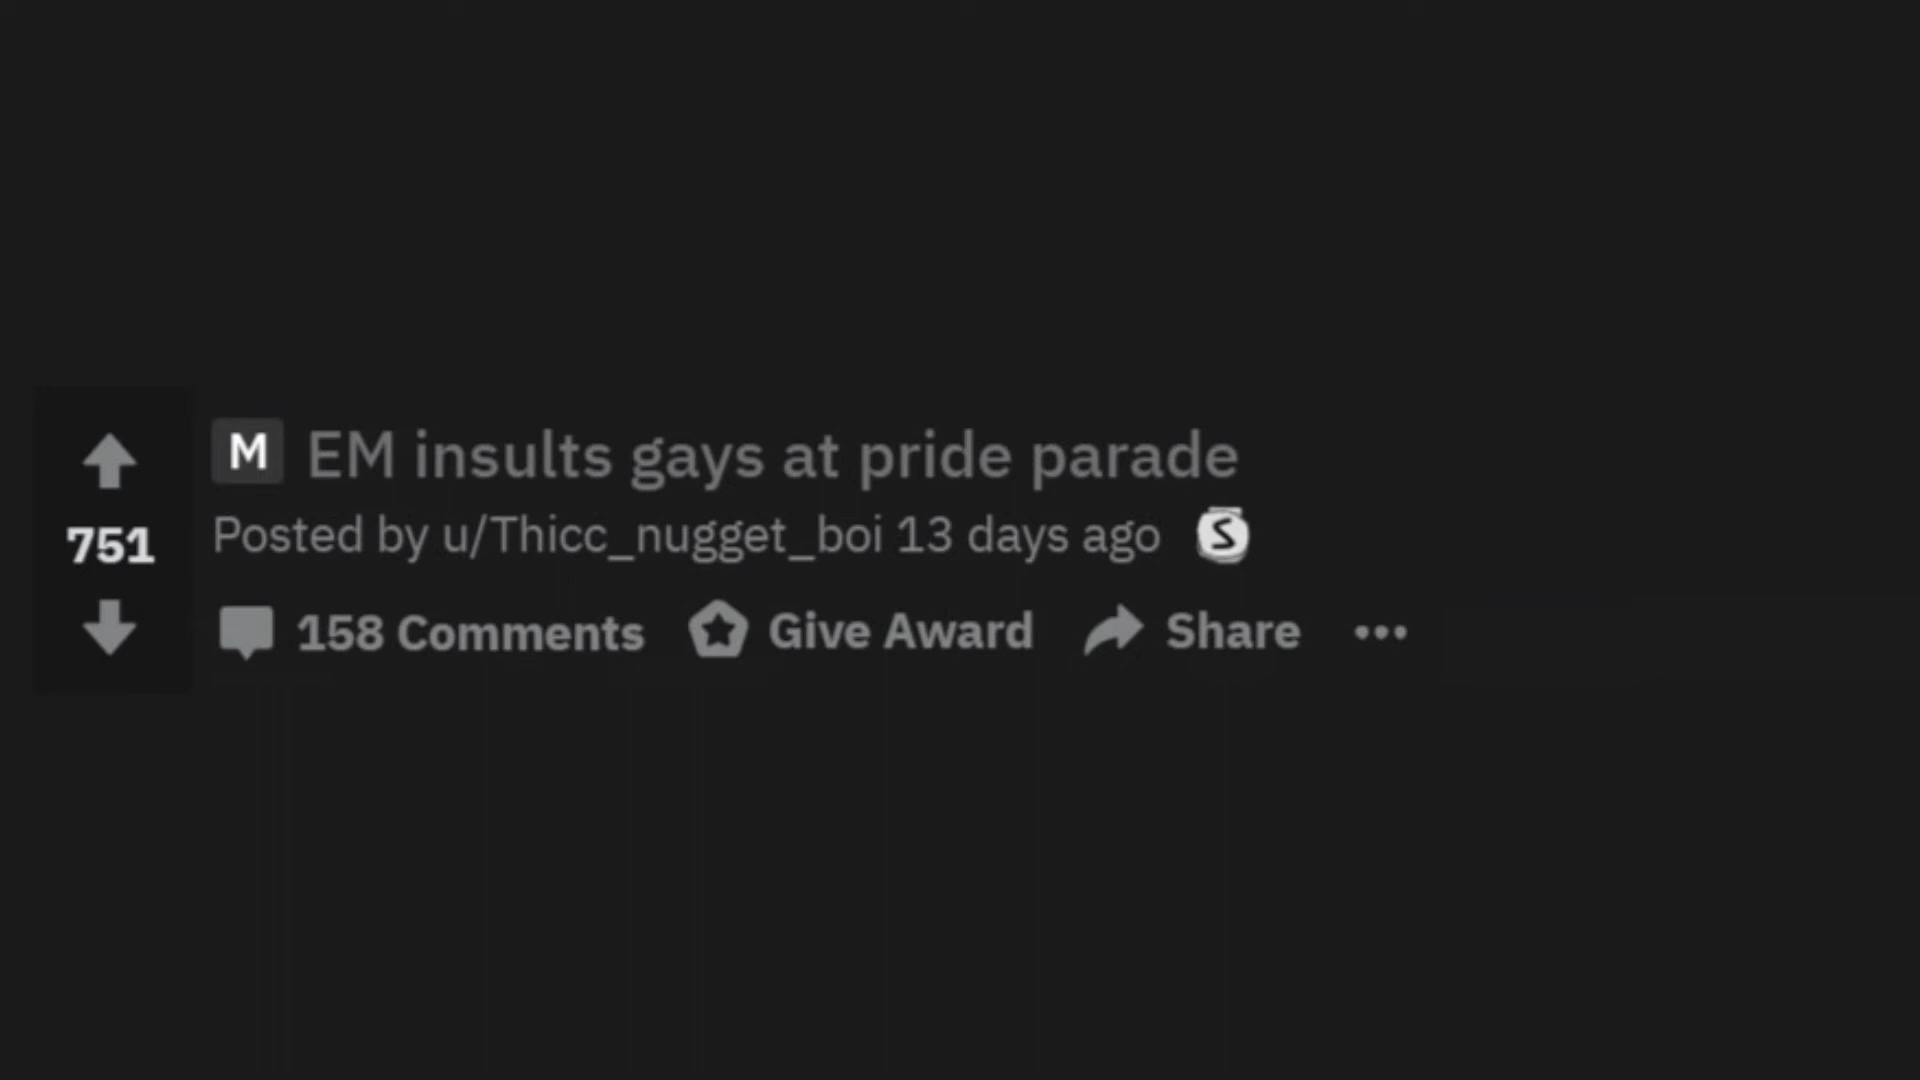 M EM insults gays at pride parade
751 Posted by u/Thicc_nugget_boi 13 days ago S
158 Comments Give Award Share